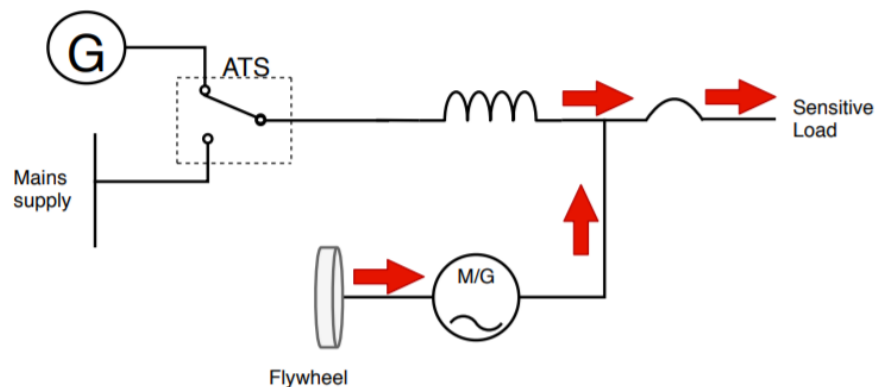 G
ATS
Mains
supply
Sensitive
Load
M/G
Flywheel